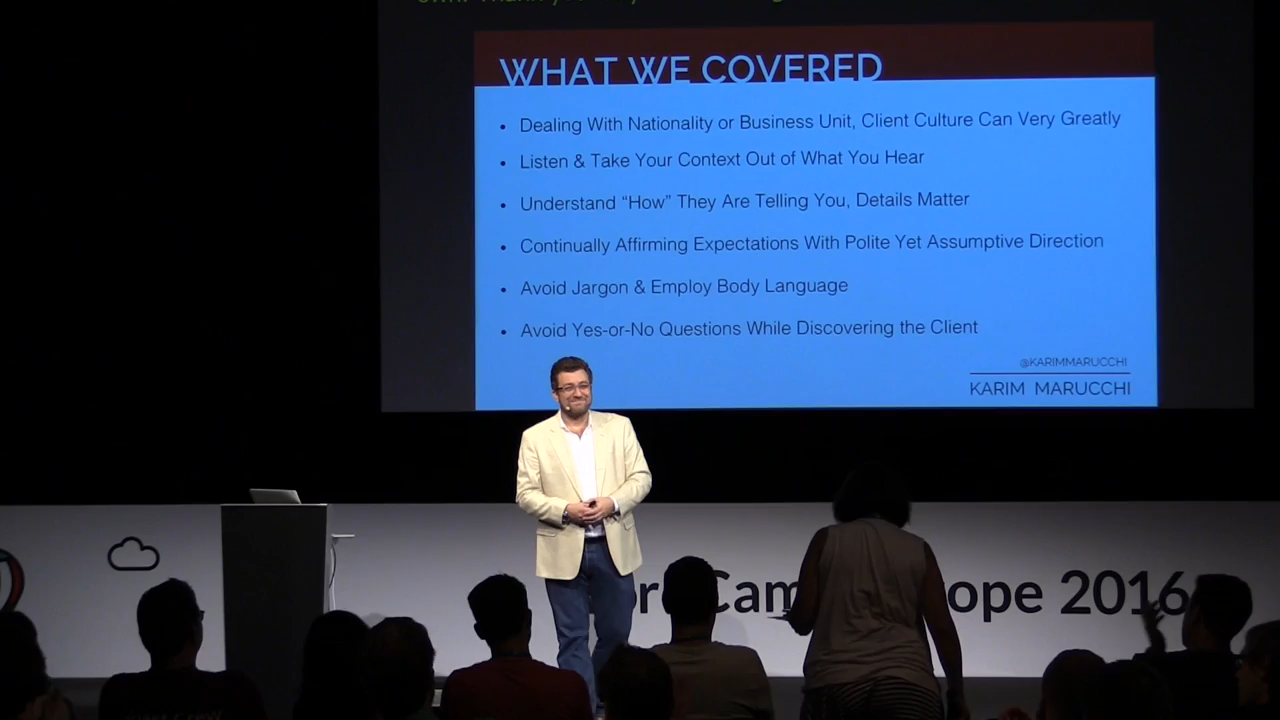 WHAT WE COVERED
• Dealing With Nationality or Business Unit, Client Culture Can Very Greatly
• Listen & Take Your Context Out of What You Hear
• Understand “How” They Are Telling You, Details Matter
• Continually Affirming Expectations With Polite Yet Assumptive Direction
• Avoid Jargon & Employ Body Language
• Avoid Yes-or-No Questions While Discovering the Client
@KARIMMARUCCHI
KARIM MARUCCHI
2016